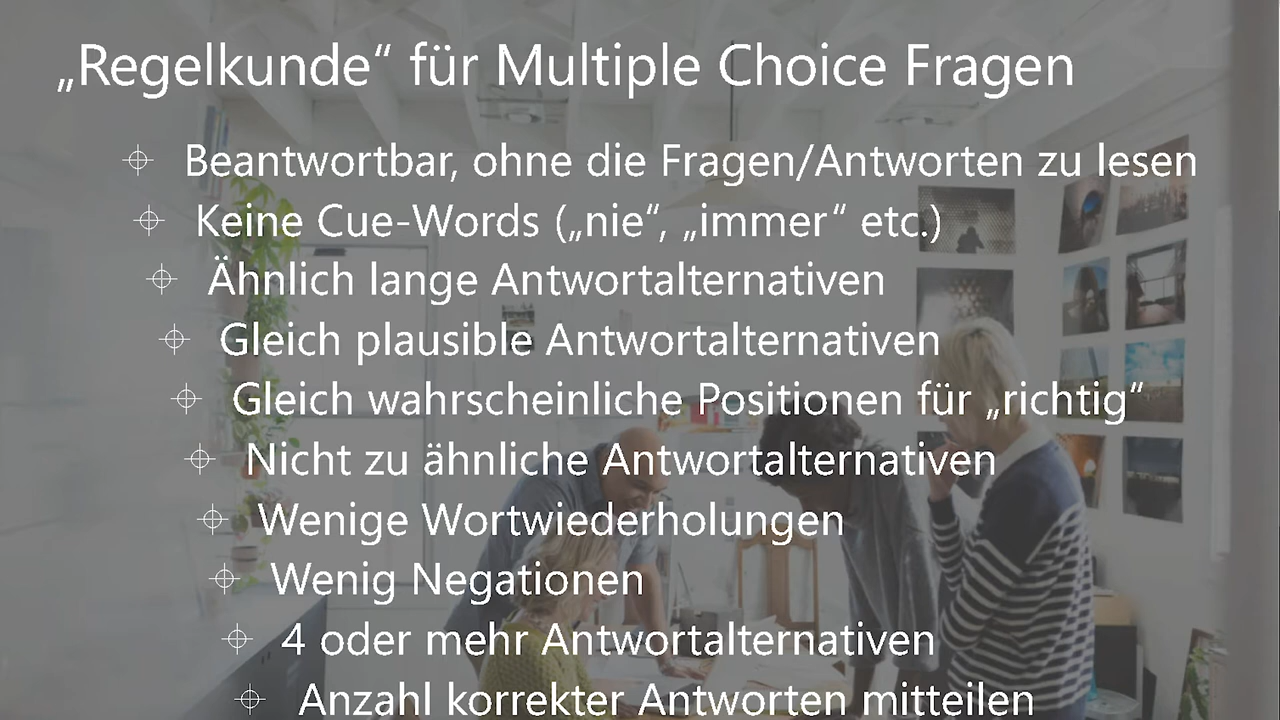 „Regelkunde“ für Multiple Choice Fragen
Beantwortbar, ohne die Fragen/Antworten zu lesen
Keine Cue-Words („nie“, „immer“ etc.)
Ähnlich lange Antwortalternativen
Gleich plausible Antwortalternativen
Gleich wahrscheinliche Positionen für „richtig“
Nicht zu ähnliche Antwortalternativen
Wenige Wortwiederholungen
Wenig Negationen
4 oder mehr Antwortalternativen
Anzahl korrekter Antworten mitteilen